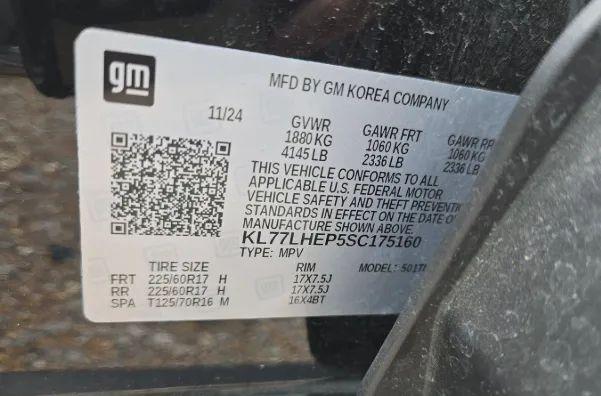 gm
MFD BY GM KOREA COMPANY
11/24
GVWR GAWR FRT GAWR RR
1880 KG 1060 KG 1060 KG
4145 LB 2336 LB 2336 LB
THIS VEHICLE CONFORMS TO ALL
APPLICABLE U.S. FEDERAL MOTOR
VEHICLE SAFETY AND THEFT PREVENTI
STANDARDS IN EFFECT ON THE DATE OF
MANUFACTURE SHOWN ABOVE.
KL77LHEP5SC175160
TYPE: MPV MODEL:
TIRE SIZE RIM
FRT 225/60R17 H 17X7.5J
RR 225/60R17 H 17X7.5J
SPA T125/70R16 M 16X4BT